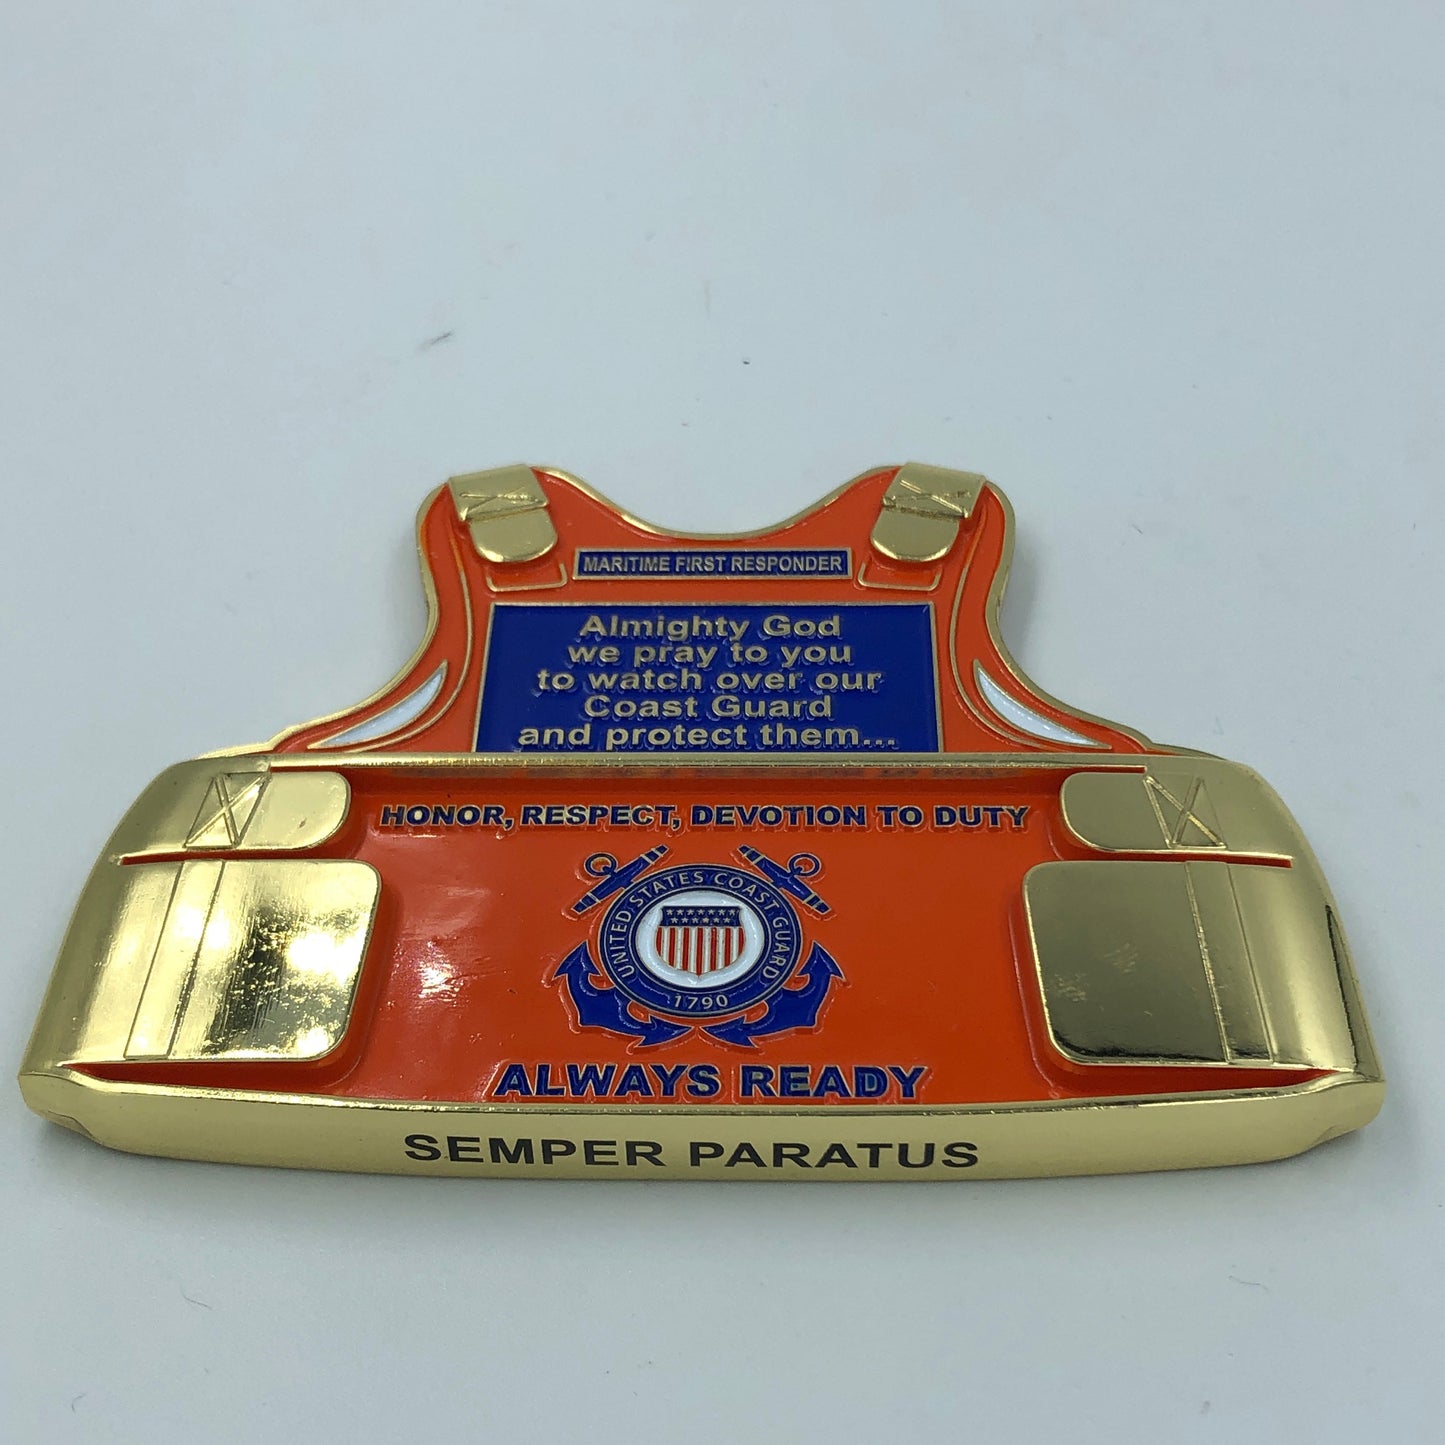 MARITIME FIRST RESPONDER
Almighty God
we pray to you
to watch over our
Coast Guard
and protect them...
HONOR, RESPECT, DEVOTION TO DUTY
UNITED STATES COAST GUARD
1790
ALWAYS READY
SEMPER PARATUS